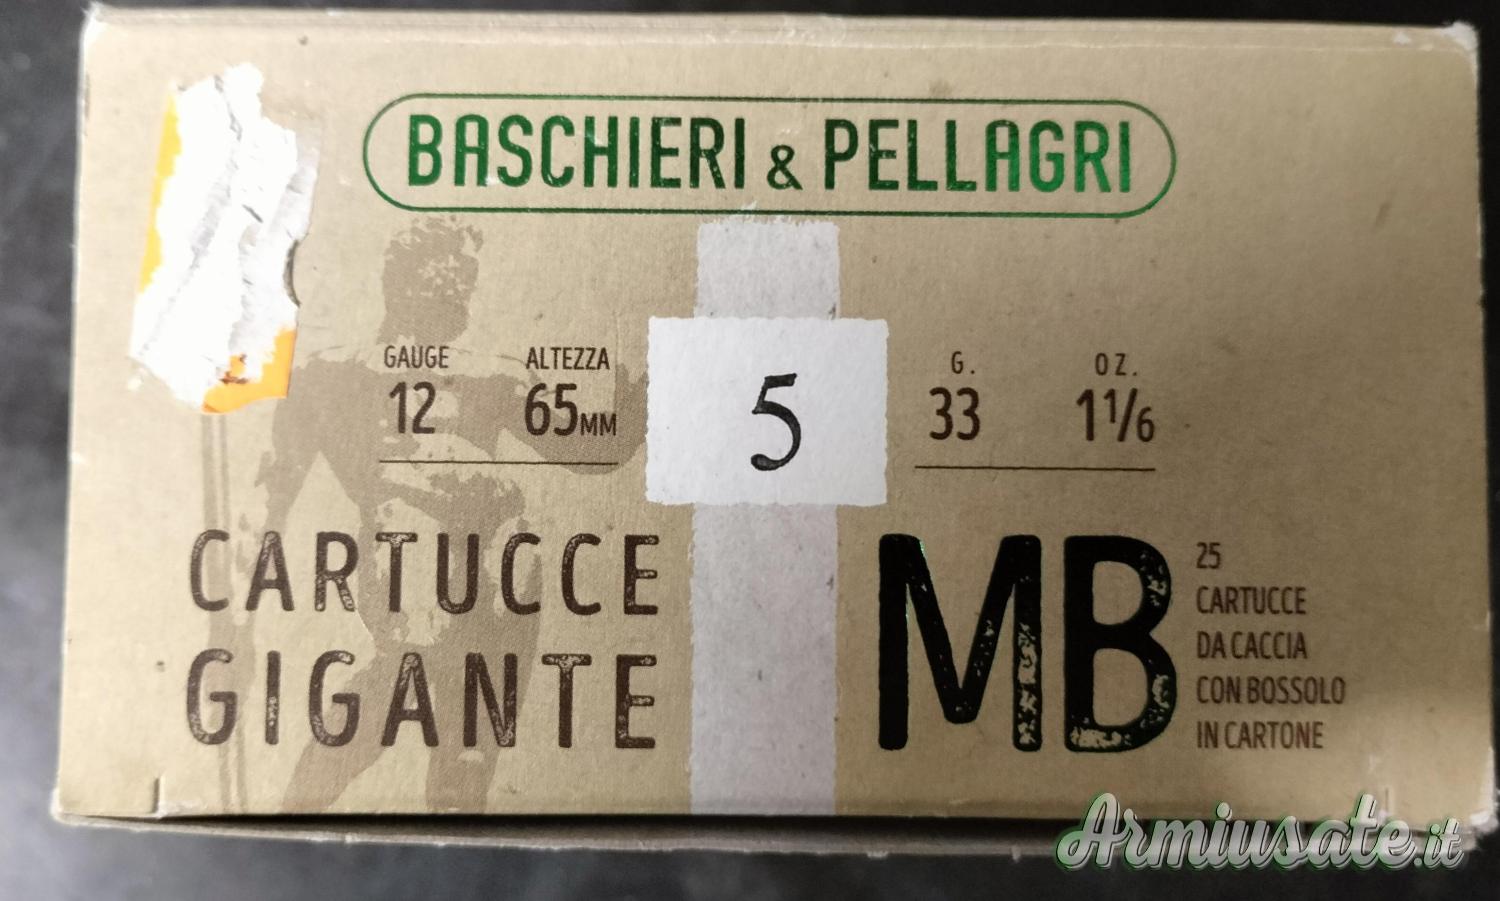 BASCHIERI & PELLAGRI
GAUGE
12
ALTEZZA
65MM
5
G.
33
OZ.
1 1/6
CARTUCCE
GIGANTE
MB
25
CARTUCCE
DA CACCIA
CON BOSSOLO
IN CARTONE
Armiusate.it